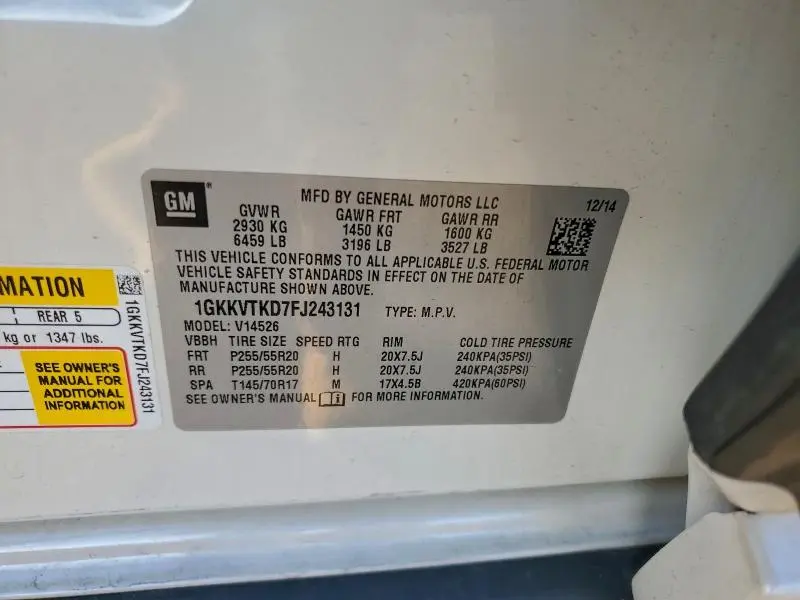 GM
MFD BY GENERAL MOTORS LLC
12/14
GVWR GAWR FRT GAWR RR
2930 KG 1450 KG 1600 KG
6459 LB 3196 LB 3527 LB
THIS VEHICLE CONFORMS TO ALL APPLICABLE U.S. FEDERAL MOTOR
VEHICLE SAFETY STANDARDS IN EFFECT ON THE DATE OF
MANUFACTURE SHOWN ABOVE.
1GKKVTKD7FJ243131 TYPE: M.P.V.
MODEL: V14526
VBBH TIRE SIZE SPEED RTG RIM COLD TIRE PRESSURE
FRT P255/55R20 H 20X7.5J 240KPA(35PSI)
RR P255/55R20 H 20X7.5J 240KPA(35PSI)
SPA T145/70R17 M 17X4.5B 420KPA(60PSI)
SEE OWNER'S MANUAL FOR MORE INFORMATION.
MATION
REAR 5
kg or 1347 lbs.
SEE OWNER'S
MANUAL FOR
ADDITIONAL
INFORMATION
1GKKVTKD7FJ243131